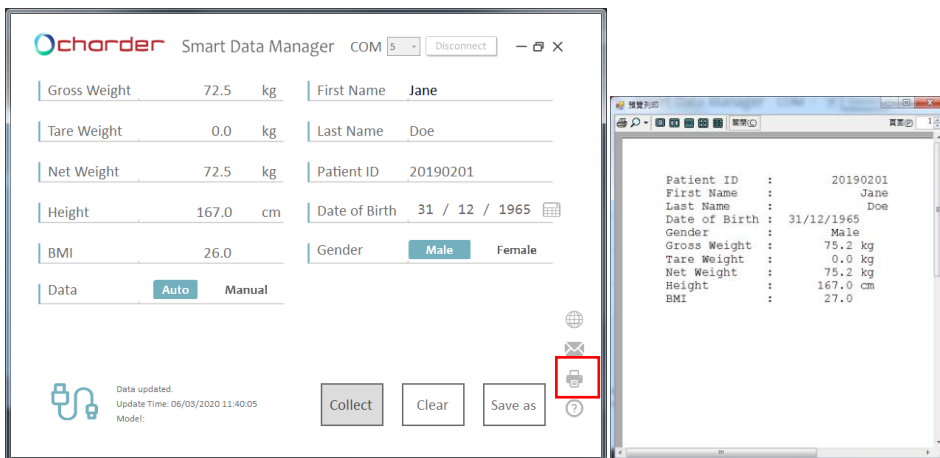 charder Smart Data Manager COM 5 Disconnect
Gross Weight 72.5 kg
Tare Weight 0.0 kg
Net Weight 72.5 kg
Height 167.0 cm
BMI 26.0
Data Auto Manual
First Name Jane
Last Name Doe
Patient ID 20190201
Date of Birth 31 / 12 / 1965
Gender Male Female
Data updated.
Update Time: 06/03/2020 11:40:05
Model:
Collect Clear Save as
預覽列印
關閉(C) 頁面(P) 1
Patient ID : 20190201
First Name : Jane
Last Name : Doe
Date of Birth : 31/12/1965
Gender : Male
Gross Weight : 75.2 kg
Tare Weight : 0.0 kg
Net Weight : 75.2 kg
Height : 167.0 cm
BMI : 27.0